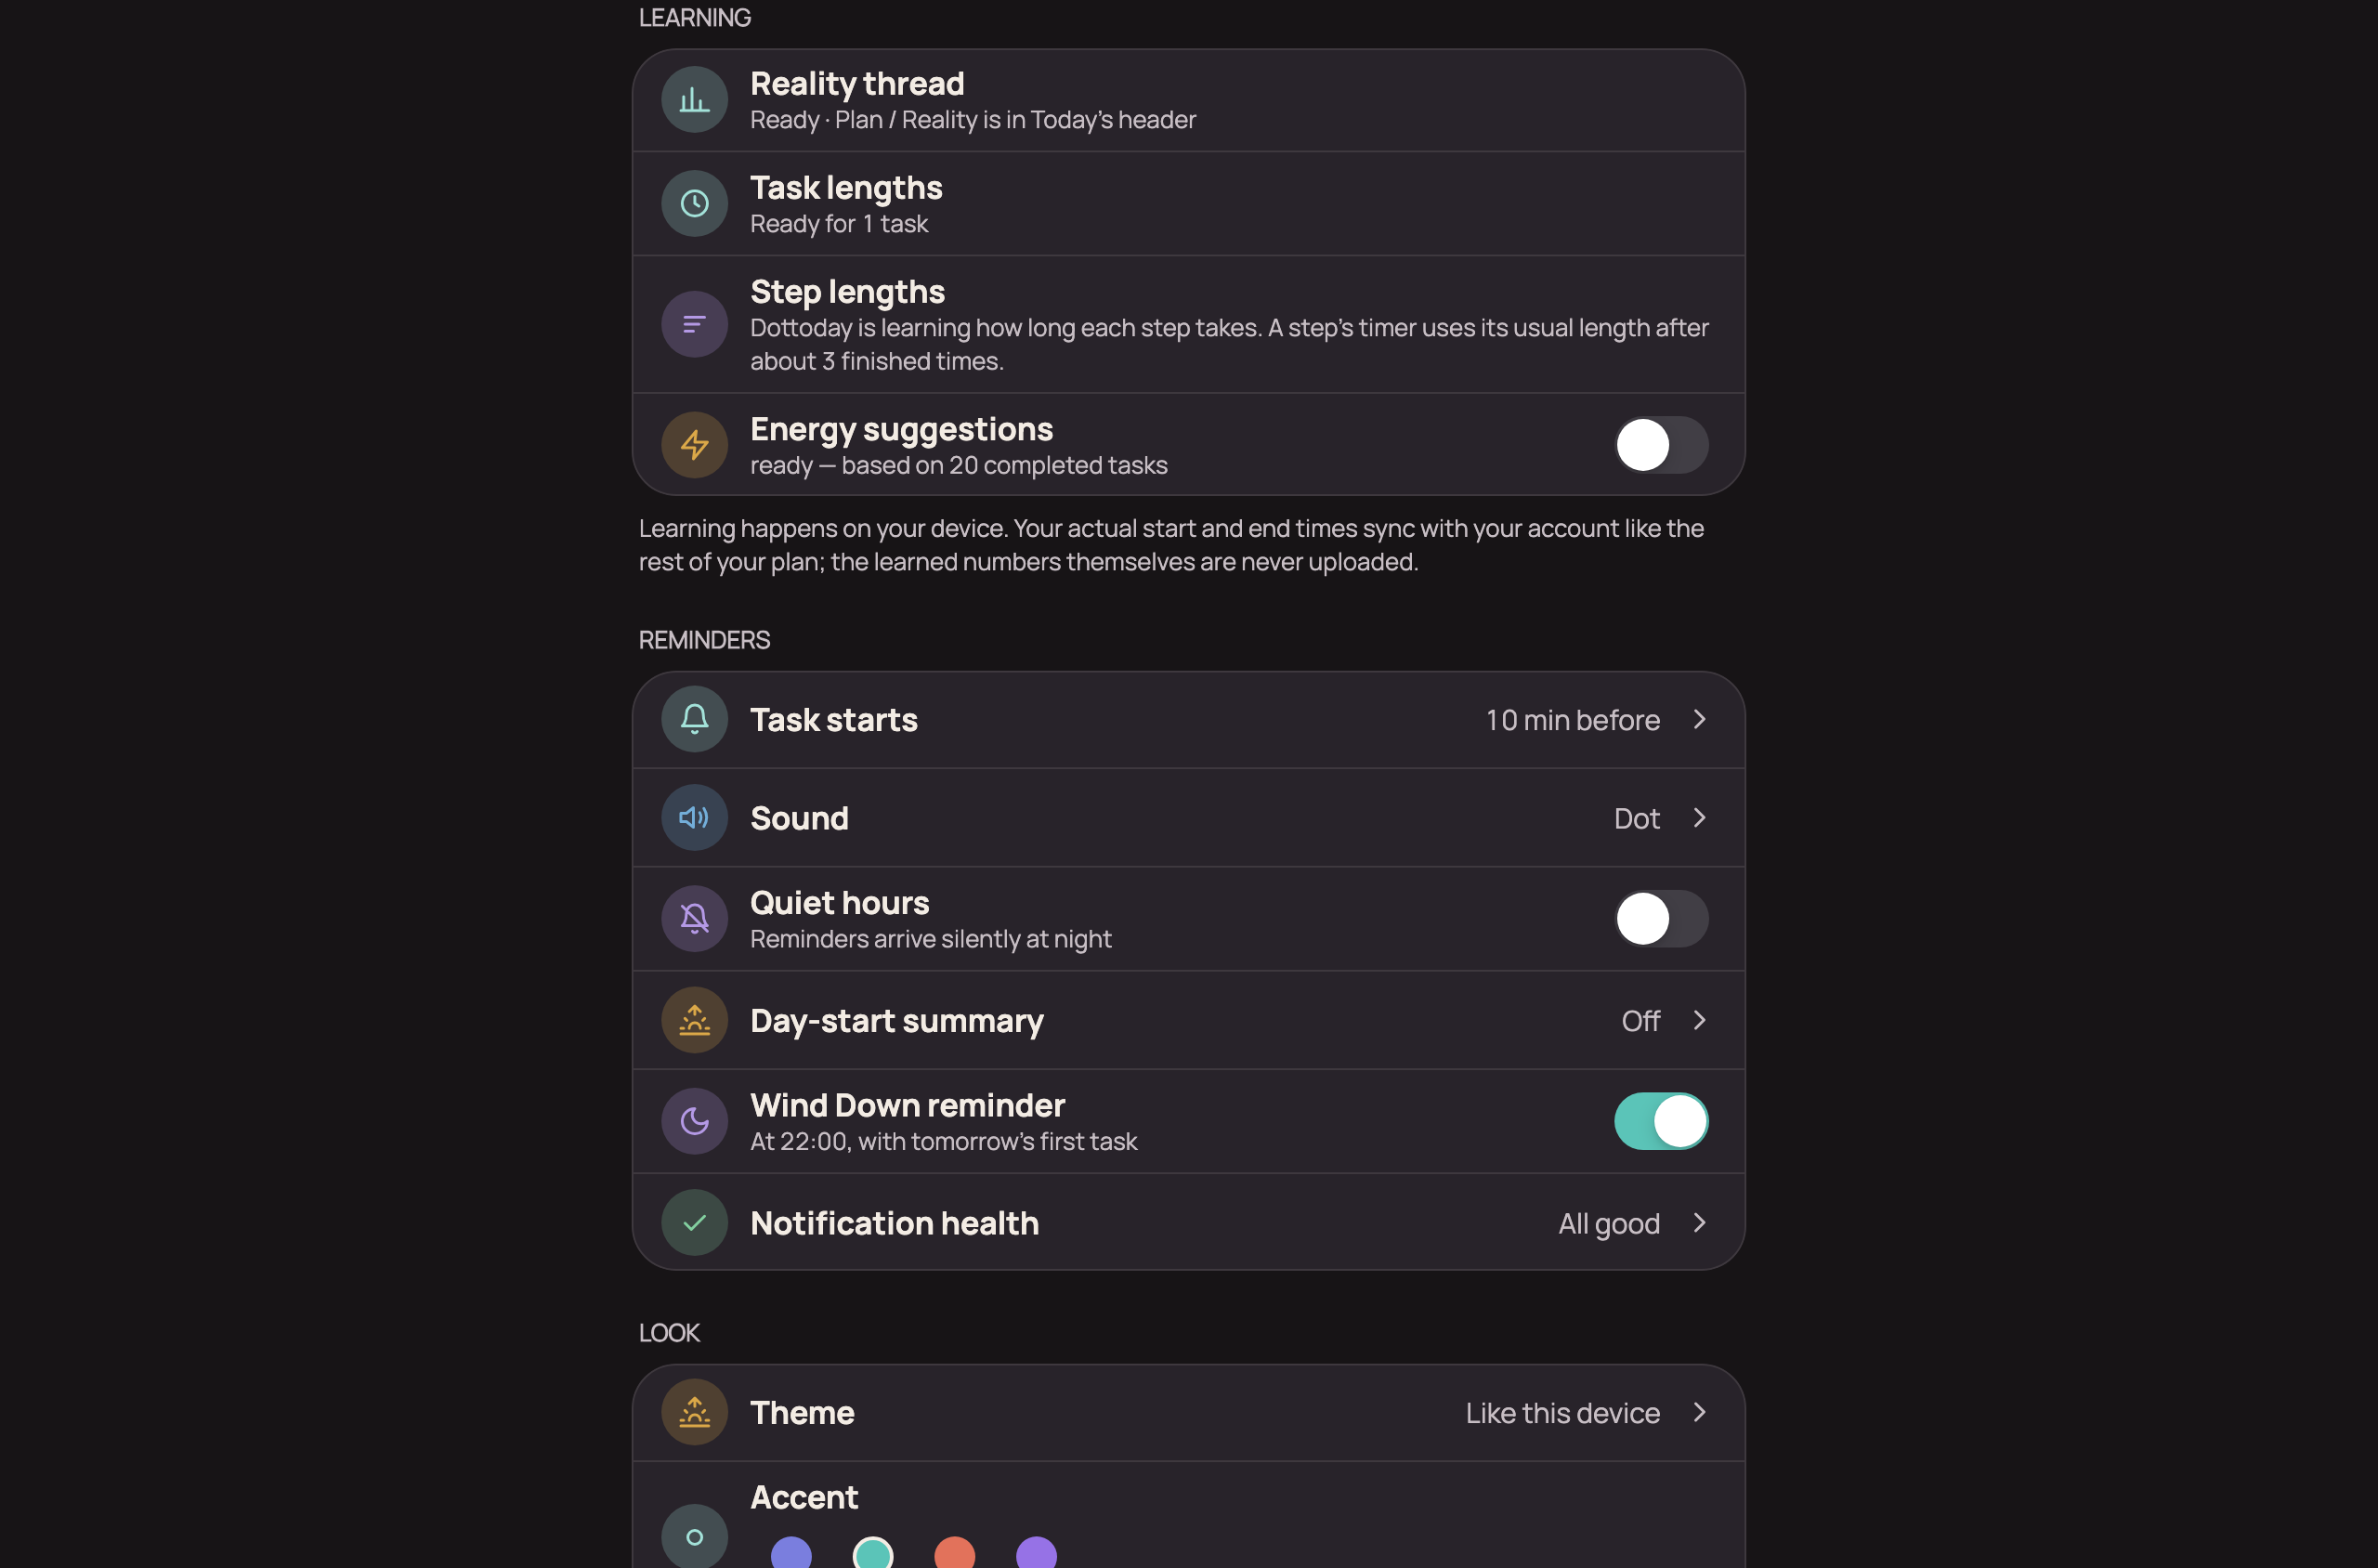 LEARNING
Reality thread
Ready · Plan / Reality is in Today’s header
Task lengths
Ready for 1 task
Step lengths
Dottoday is learning how long each step takes. A step’s timer uses its usual length after
about 3 finished times.
Energy suggestions
ready — based on 20 completed tasks
Learning happens on your device. Your actual start and end times sync with your account like the
rest of your plan; the learned numbers themselves are never uploaded.
REMINDERS
Task starts
10 min before
Sound
Dot
Quiet hours
Reminders arrive silently at night
Day-start summary
Off
Wind Down reminder
At 22:00, with tomorrow’s first task
Notification health
All good
LOOK
Theme
Like this device
Accent